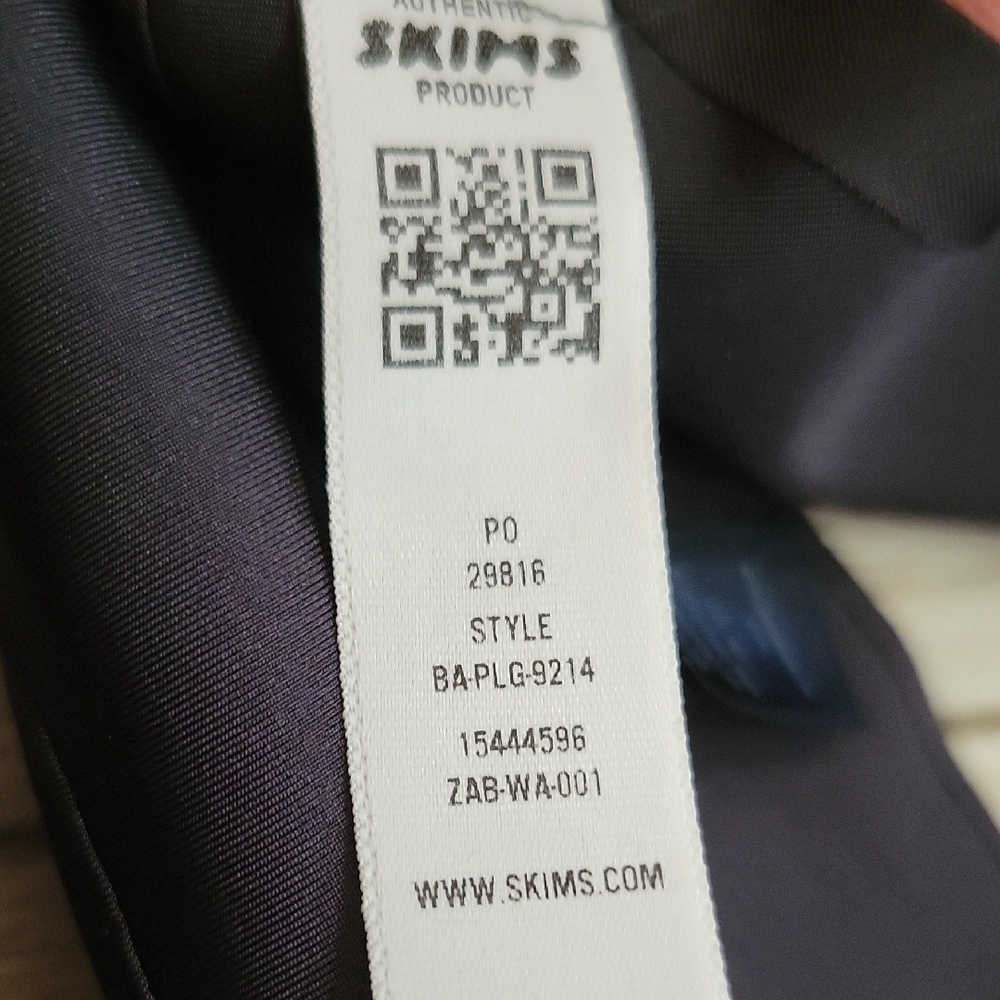 AUTHENTIC
SKIMS
PRODUCT
PO
29816
STYLE
BA-PLG-9214
15444596
ZAB-WA-001
WWW.SKIMS.COM